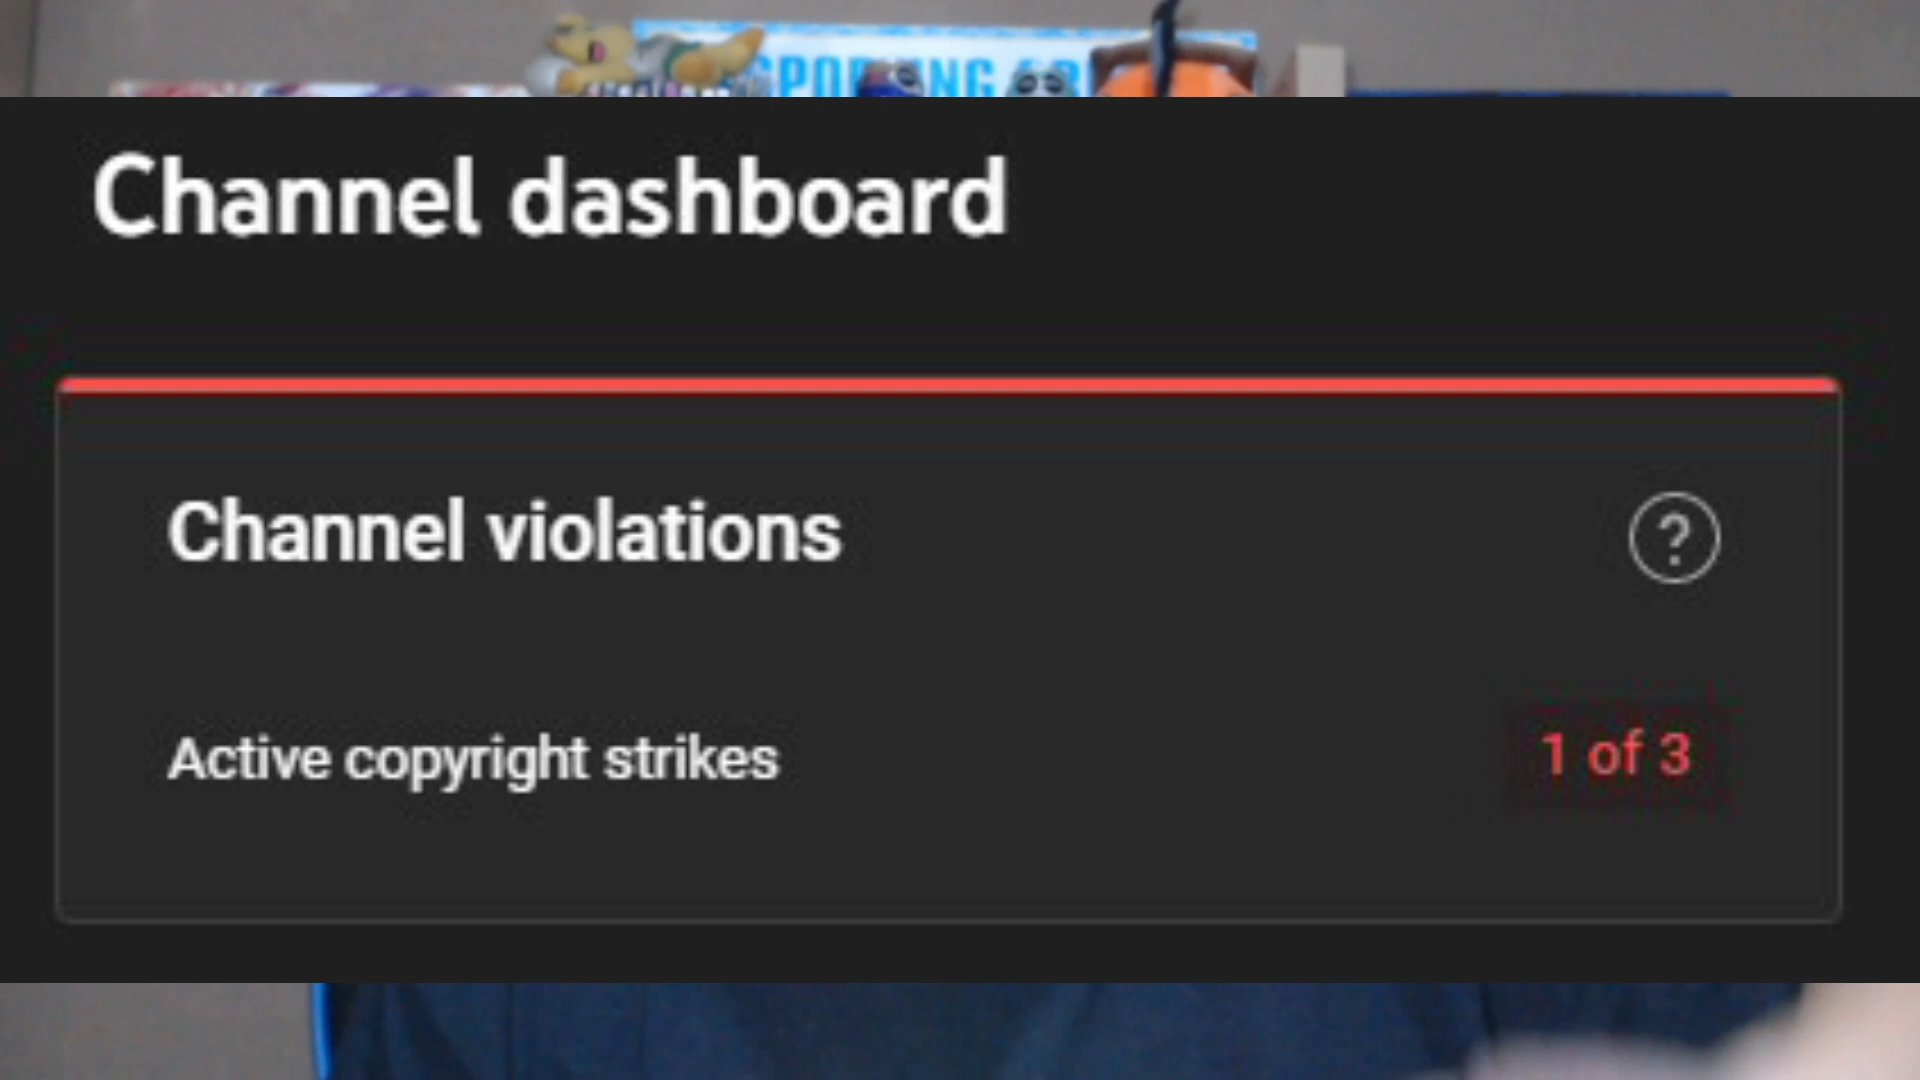 Channel dashboard
Channel violations
?
Active copyright strikes
1 of 3